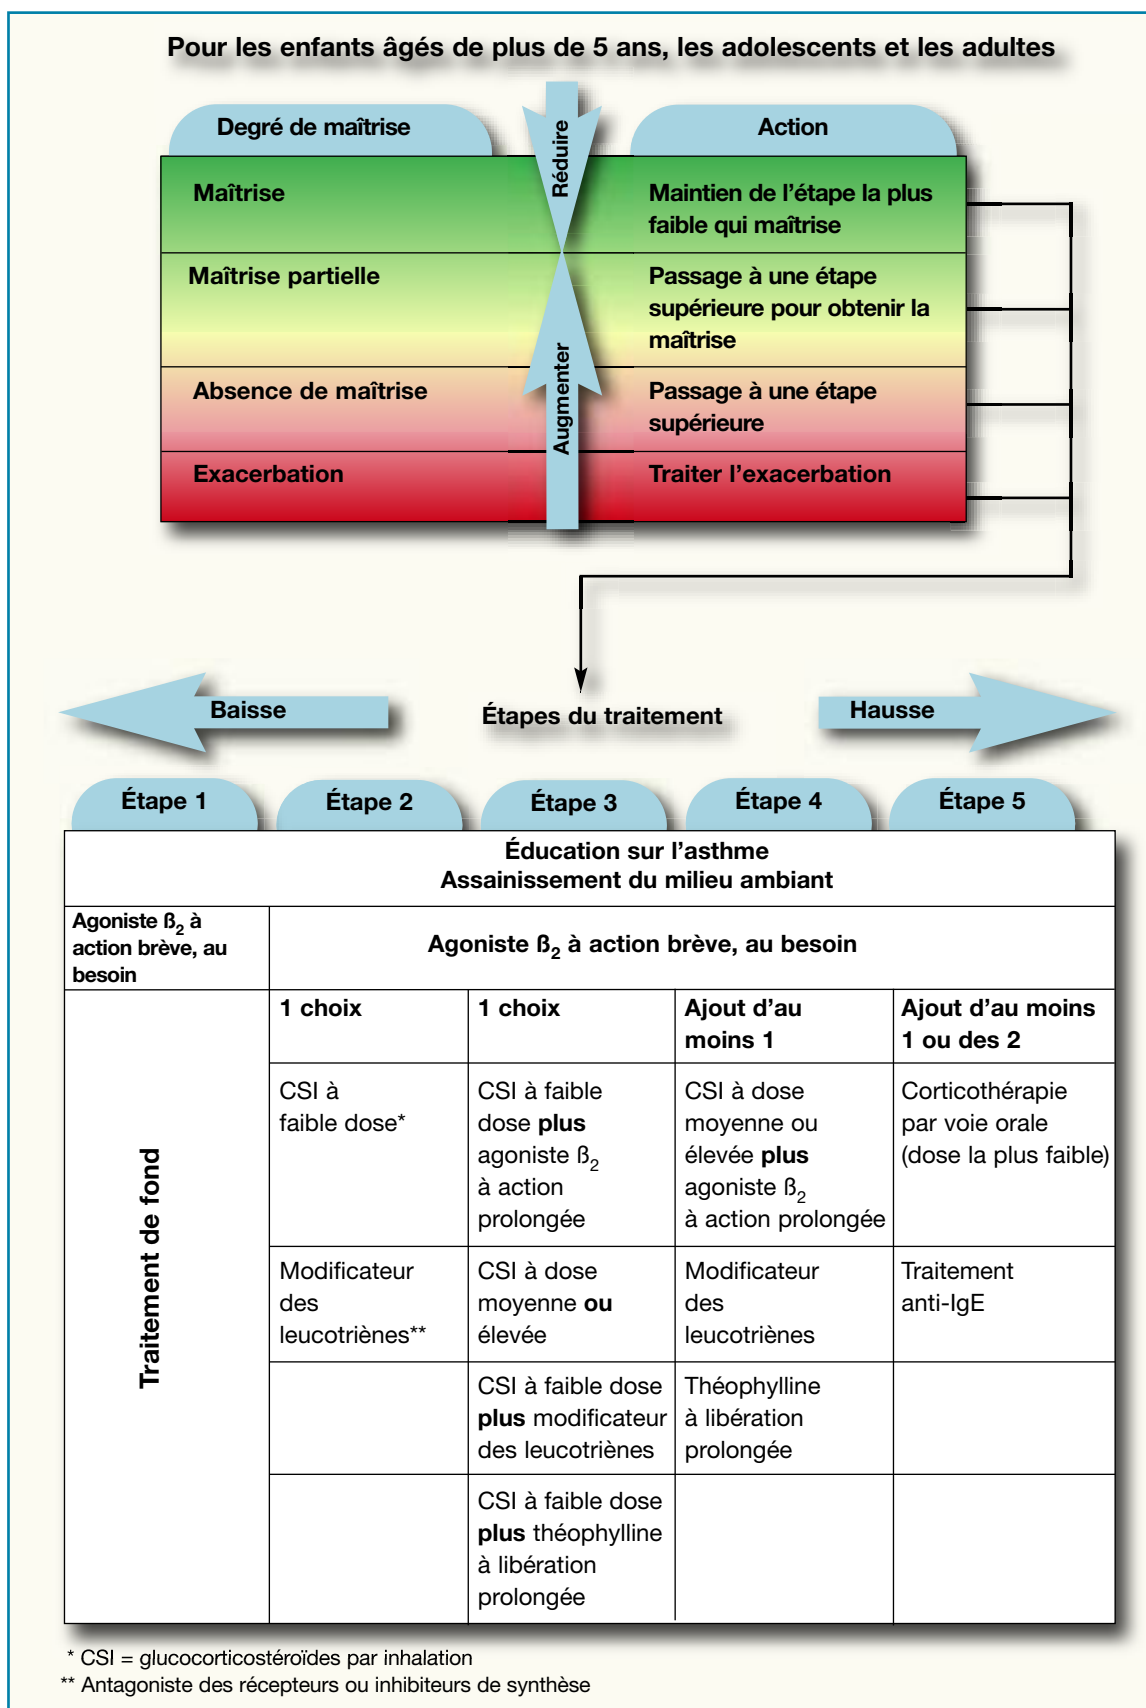 Pour les enfants âgés de plus de 5 ans, les adolescents et les adultes
Degré de maîtrise
Réduire
Action
Maîtrise
Maintien de l'étape la plus
faible qui maîtrise
Maîtrise partielle
Passage à une étape
supérieure pour obtenir la
maîtrise
Augmenter
Absence de maîtrise
Passage à une étape
supérieure
Exacerbation
Traiter l'exacerbation
Baisse
Étapes du traitement
Hausse
Étape 1
Étape 2
Étape 3
Étape 4
Étape 5
Éducation sur l'asthme
Assainissement du milieu ambiant
Agoniste ß2 à
action brève, au
besoin
Agoniste ß2 à action brève, au besoin
Traitement de fond
1 choix
1 choix
Ajout d'au
moins 1
Ajout d'au moins
1 ou des 2
CSI à
faible dose*
CSI à faible
dose plus
agoniste ß2
à action
prolongée
CSI à dose
moyenne ou
élevée plus
agoniste ß2
à action prolongée
Corticothérapie
par voie orale
(dose la plus faible)
Modificateur
des
leucotriènes**
CSI à dose
moyenne ou
élevée
Modificateur
des
leucotriènes
Traitement
anti-IgE
CSI à faible dose
plus modificateur
des leucotriènes
Théophylline
à libération
prolongée
CSI à faible dose
plus théophylline
à libération
prolongée
* CSI = glucocorticostéroïdes par inhalation
** Antagoniste des récepteurs ou inhibiteurs de synthèse